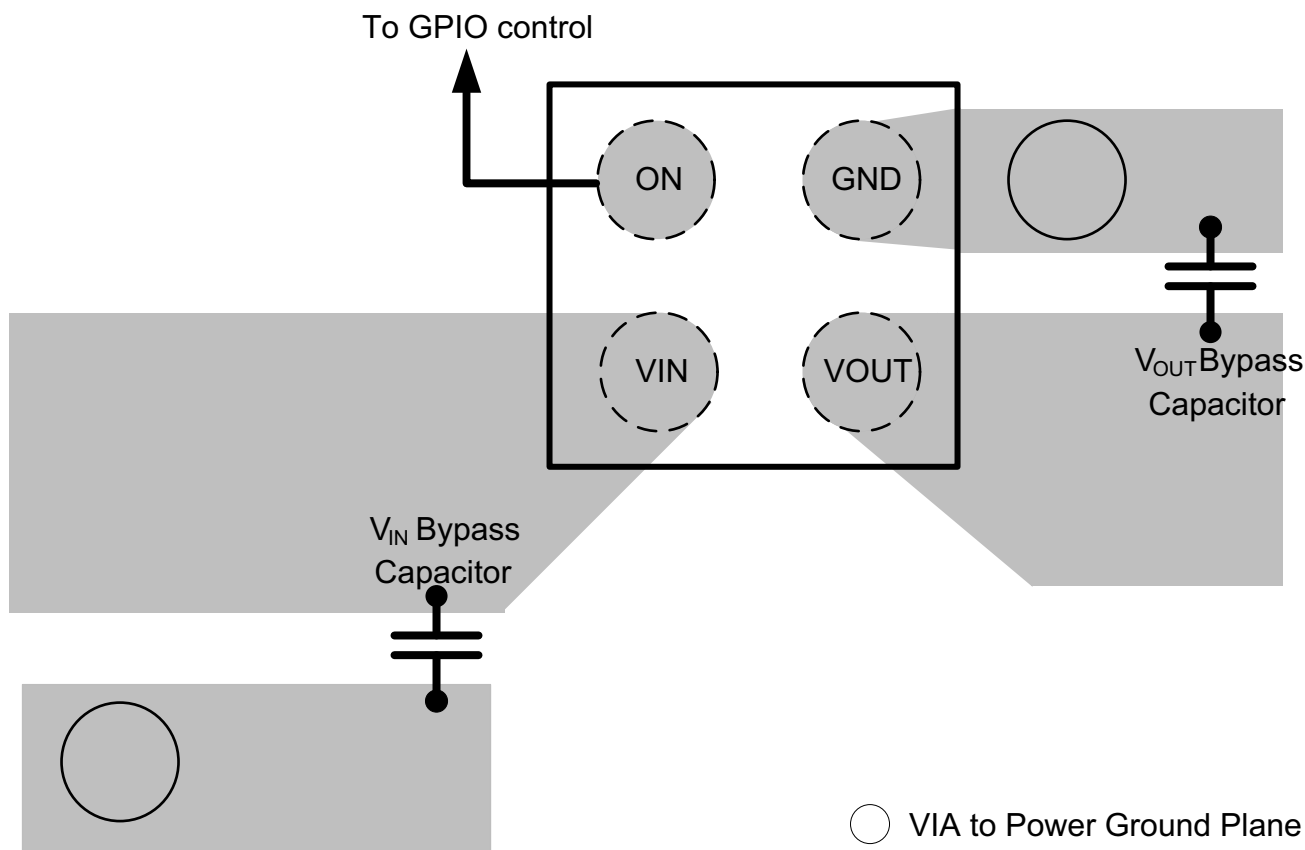 To GPIO control
ON
GND
VIN
VOUT
VOUT Bypass
Capacitor
VIN Bypass
Capacitor
VIA to Power Ground Plane